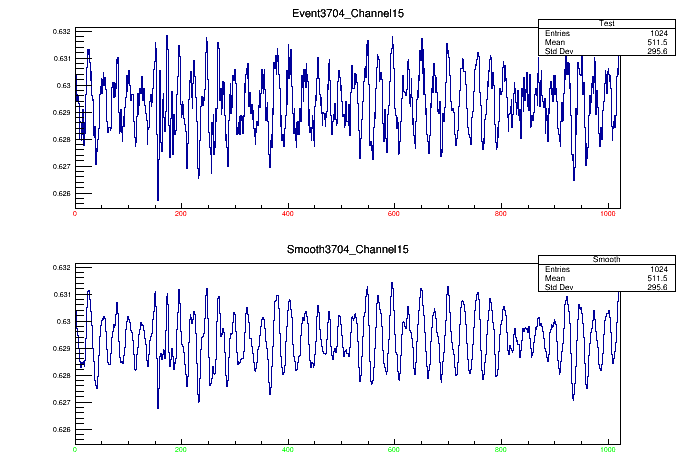 Event3704_Channel15
Test
Entries 1024
Mean 511.5
Std Dev 295.6
0.632
0.631
0.63
0.629
0.628
0.627
0.626
0 200 400 600 800 1000
Smooth3704_Channel15
Smooth
Entries 1024
Mean 511.5
Std Dev 295.6
0.632
0.631
0.63
0.629
0.628
0.627
0.626
0 200 400 600 800 1000